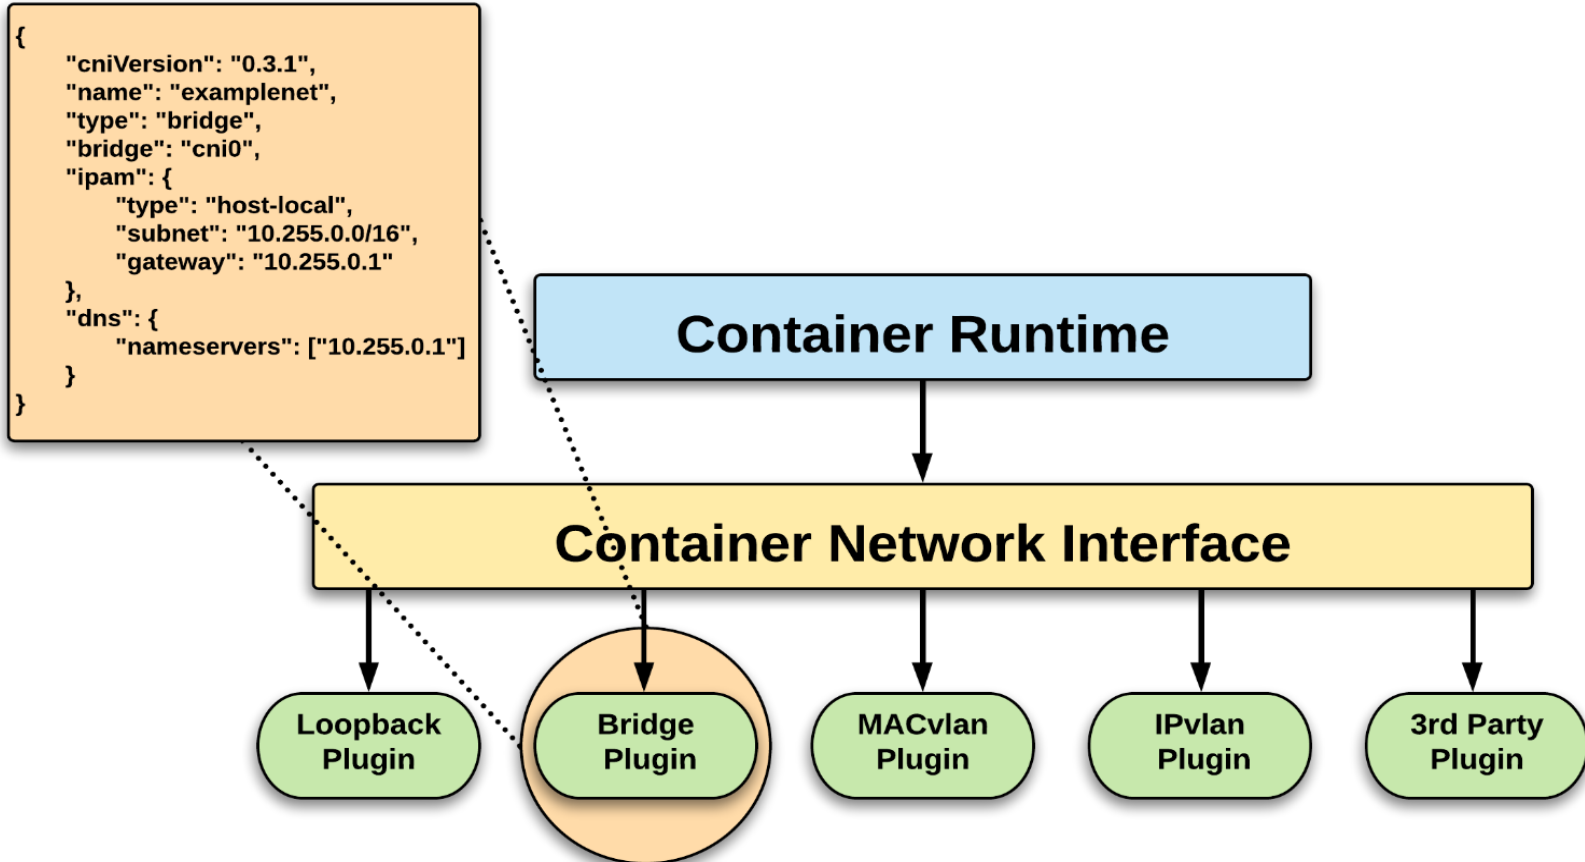 {
"cniVersion": "0.3.1",
"name": "examplenet",
"type": "bridge",
"bridge": "cni0",
"ipam": {
"type": "host-local",
"subnet": "10.255.0.0/16",
"gateway": "10.255.0.1"
},
"dns": {
"nameservers": ["10.255.0.1"]
}
}
Container Runtime
Container Network Interface
Loopback
Plugin
Bridge
Plugin
MACvlan
Plugin
IPvlan
Plugin
3rd Party
Plugin